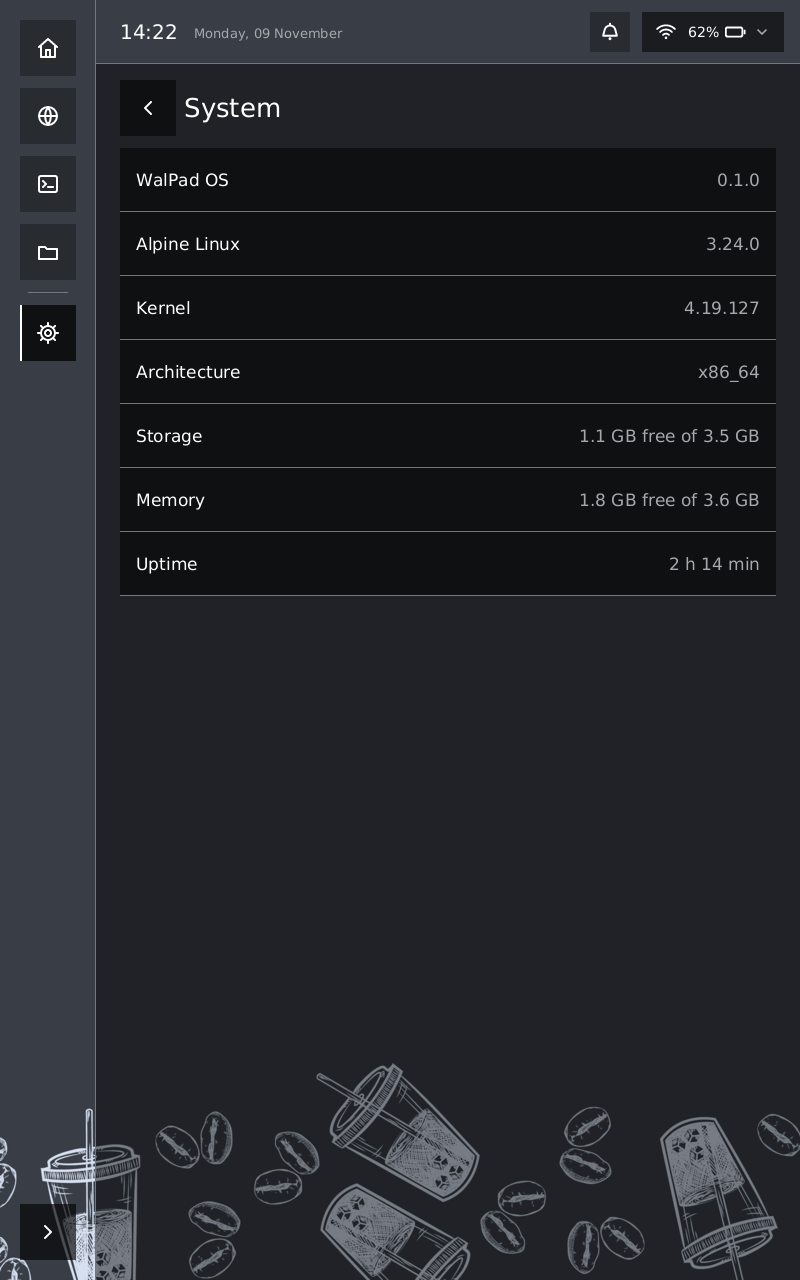 14:22 Monday, 09 November 62%
System
WalPad OS 0.1.0
Alpine Linux 3.24.0
Kernel 4.19.127
Architecture x86_64
Storage 1.1 GB free of 3.5 GB
Memory 1.8 GB free of 3.6 GB
Uptime 2 h 14 min